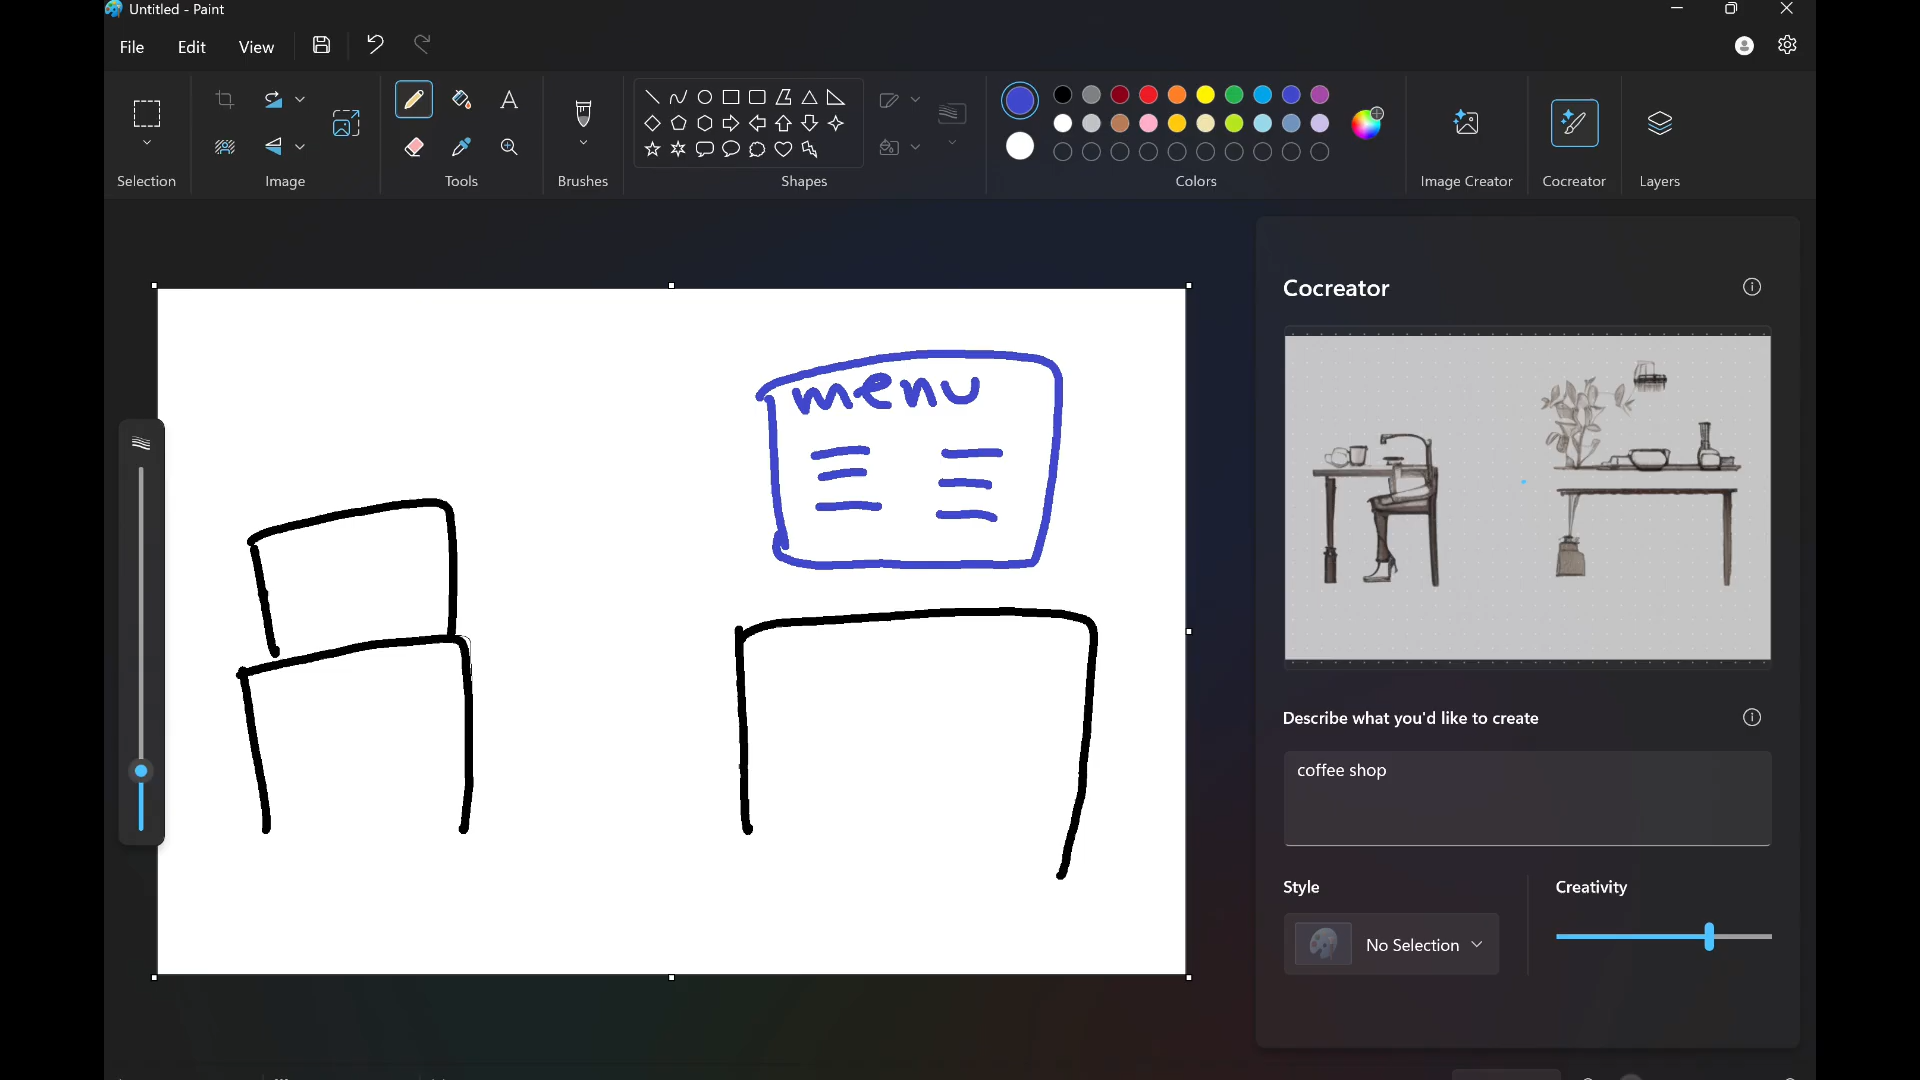 Untitled - Paint
File Edit View
Selection
Image
Tools
Brushes
Shapes
Colors
Image Creator
Cocreator
Layers
menu
Cocreator
Describe what you'd like to create
coffee shop
Style
Creativity
No Selection